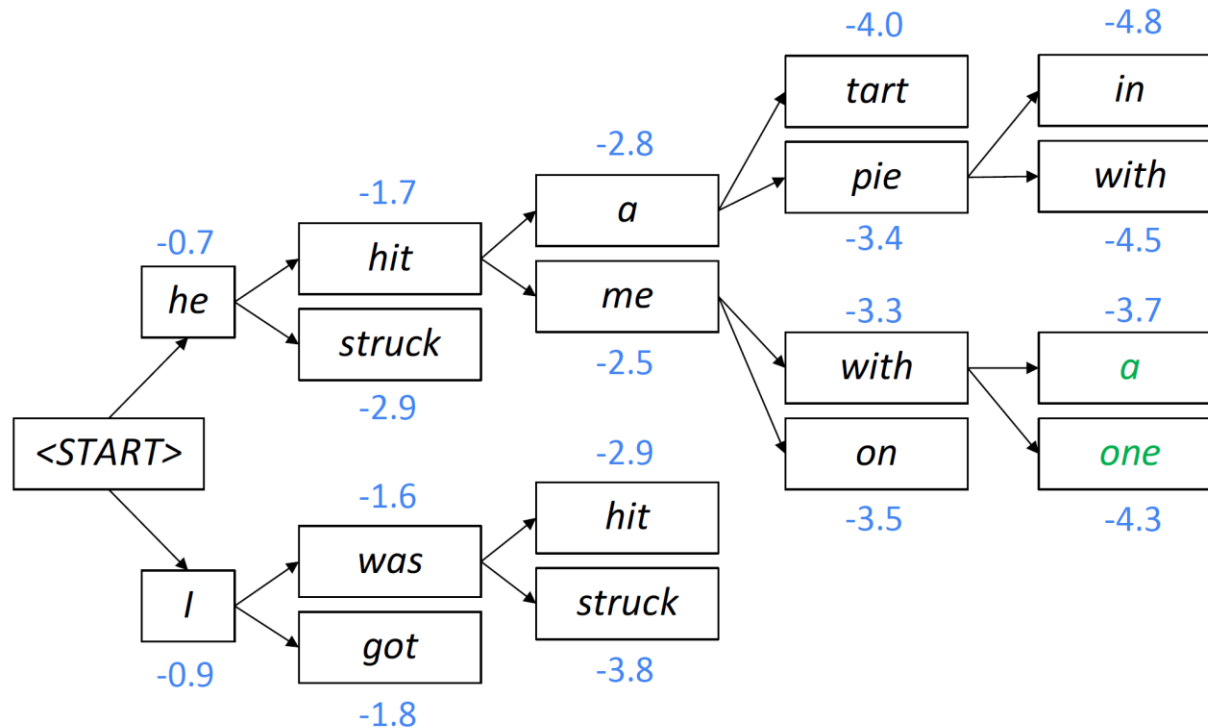 -4.0
-4.8
tart
in
-2.8
pie
with
-1.7
a
-3.4
-4.5
-0.7
hit
he
me
-3.3
-3.7
struck
-2.5
with
a
-2.9
<START>
-2.9
on
one
-1.6
hit
-3.5
-4.3
was
I
struck
got
-0.9
-3.8
-1.8